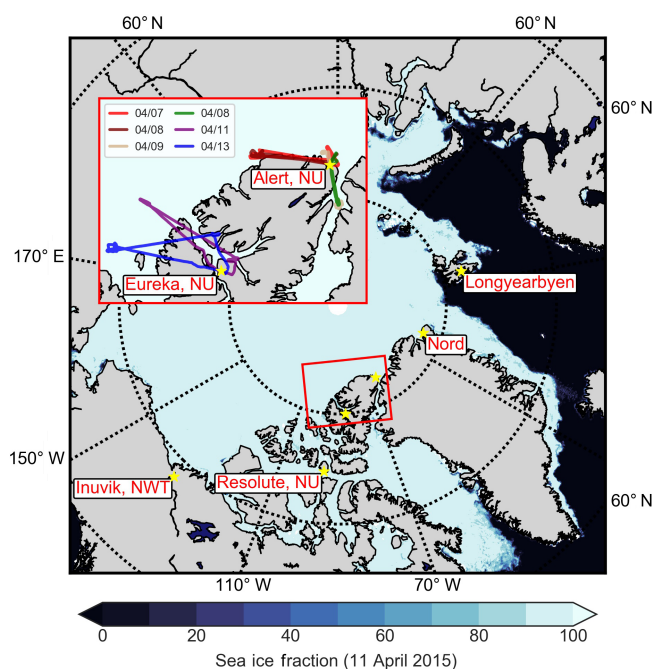 60° N 60° N
04/07 04/08
04/08 04/11
04/09 04/13
60° N
Alert, NU
170° E
Eureka, NU
Longyearbyen
Nord
150° W
Inuvik, NWT
Resolute, NU
60° N
110° W 70° W
0 20 40 60 80 100
Sea ice fraction (11 April 2015)